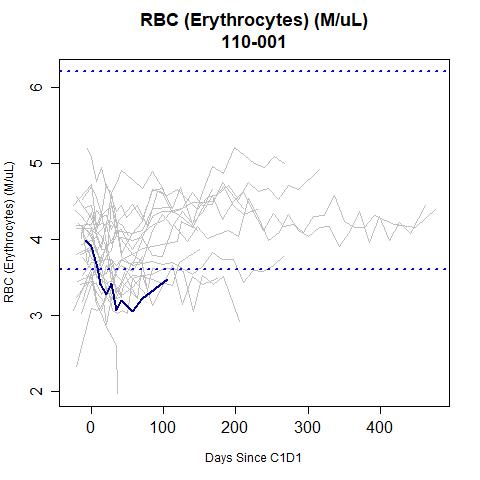 RBC (Erythrocytes) (M/uL)
110-001
RBC (Erythrocytes) (M/uL)
6
5
4
3
2
0 100 200 300 400
Days Since C1D1